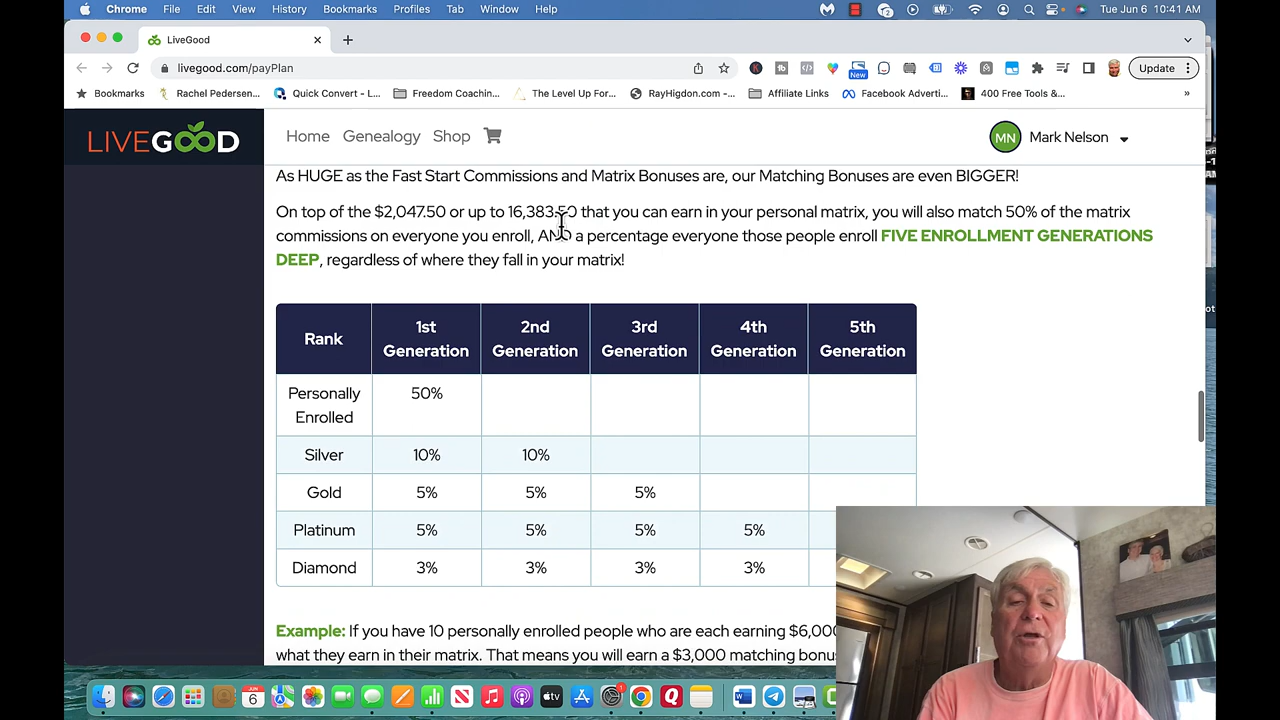 Chrome File Edit View History Bookmarks Profiles Tab Window Help
2
Tue Jun 6 10:41 AM
LiveGood
livegood.com/payPlan
New
Update
Bookmarks Rachel Pedersen... Quick Convert - L... Freedom Coachin... The Level Up For... RayHigdon.com -... Affiliate Links Facebook Adverti... 400 Free Tools &... »
LIVEGOOD Home Genealogy Shop MN Mark Nelson
As HUGE as the Fast Start Commssions and Matrix Bonuses are, our Matching Bonuses are even BIGGER!
On top of the $2,047.50 or up to 16,383.50 that you can earn in your personal matrix, you will also match 50% of the matrix
commissions on everyone you enroll, AND a percentage everyone those people enroll FIVE ENROLLMENT GENERATIONS
DEEP, regardless of where they fall in your matrix!
Rank 1st Generation 2nd Generation 3rd Generation 4th Generation 5th Generation
Personally Enrolled 50%
Silver 10% 10%
Gold 5% 5% 5%
Platinum 5% 5% 5% 5%
Diamond 3% 3% 3% 3%
Example: If you have 10 personally enrolled people who are each earning $6,000
what they earn in their matrix. That means you will earn a $3,000 matching bonu
JUN
6
tv